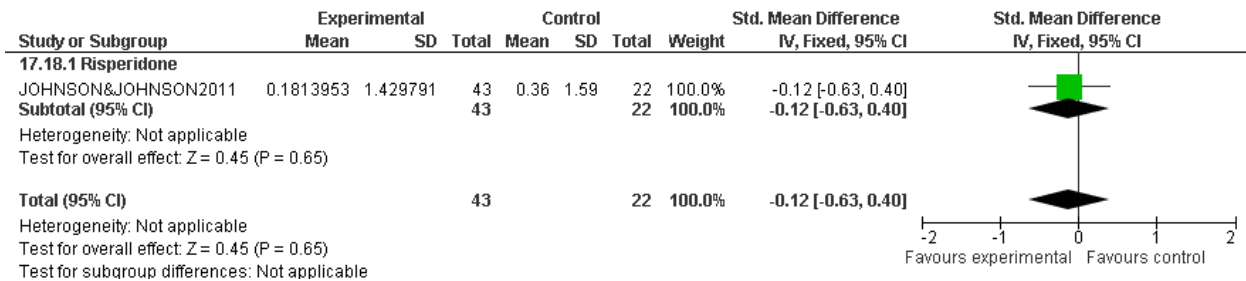 Experimental Control Std. Mean Difference Std. Mean Difference
Study or Subgroup Mean SD Total Mean SD Total Weight IV, Fixed, 95% CI IV, Fixed, 95% CI
17.18.1 Risperidone
JOHNSON&JOHNSON2011 0.1813953 1.429791 43 0.36 1.59 22 100.0% -0.12 [-0.63, 0.40]
Subtotal (95% CI) 43 22 100.0% -0.12 [-0.63, 0.40]
Heterogeneity: Not applicable
Test for overall effect: Z = 0.45 (P = 0.65)
Total (95% CI) 43 22 100.0% -0.12 [-0.63, 0.40]
Heterogeneity: Not applicable
Test for overall effect: Z = 0.45 (P = 0.65)
Test for subgroup differences: Not applicable
-2 -1 0 1 2
Favours experimental Favours control